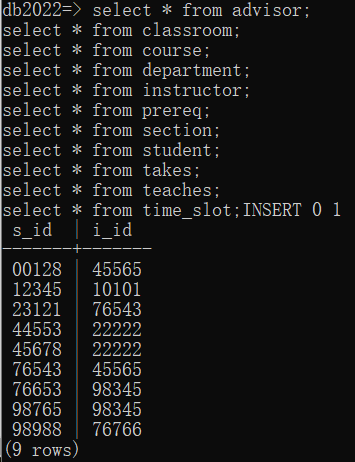 db2022=> select * from advisor;
select * from classroom;
select * from course;
select * from department;
select * from instructor;
select * from prereq;
select * from section;
select * from student;
select * from takes;
select * from teaches;
select * from time_slot;INSERT 0 1
 s_id  | i_id
-------+-------
 00128 | 45565
 12345 | 10101
 23121 | 76543
 44553 | 22222
 45678 | 22222
 76543 | 45565
 76653 | 98345
 98765 | 98345
 98988 | 76766
(9 rows)